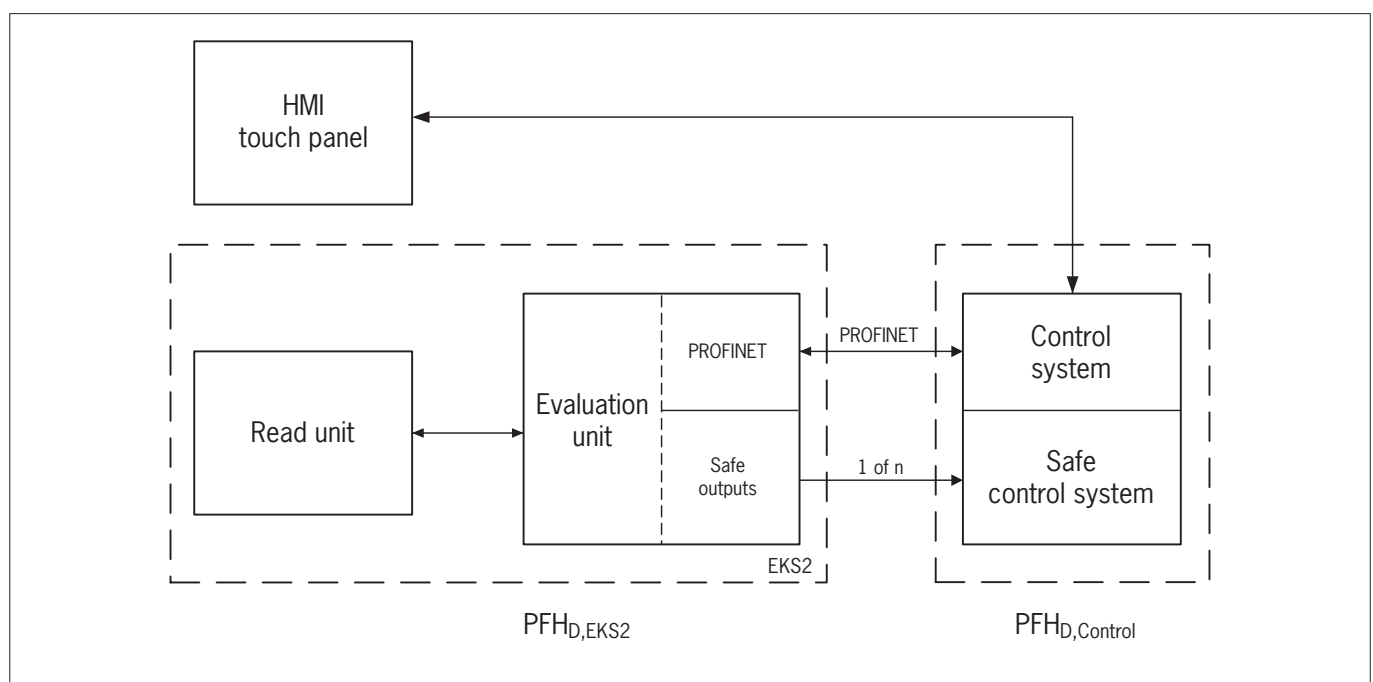 HMI
touch panel
Read unit
Evaluation
unit
PROFINET
Safe
outputs
EKS2
PROFINET
1 of n
Control
system
Safe
control system
PFHD,EKS2
PFHD,Control